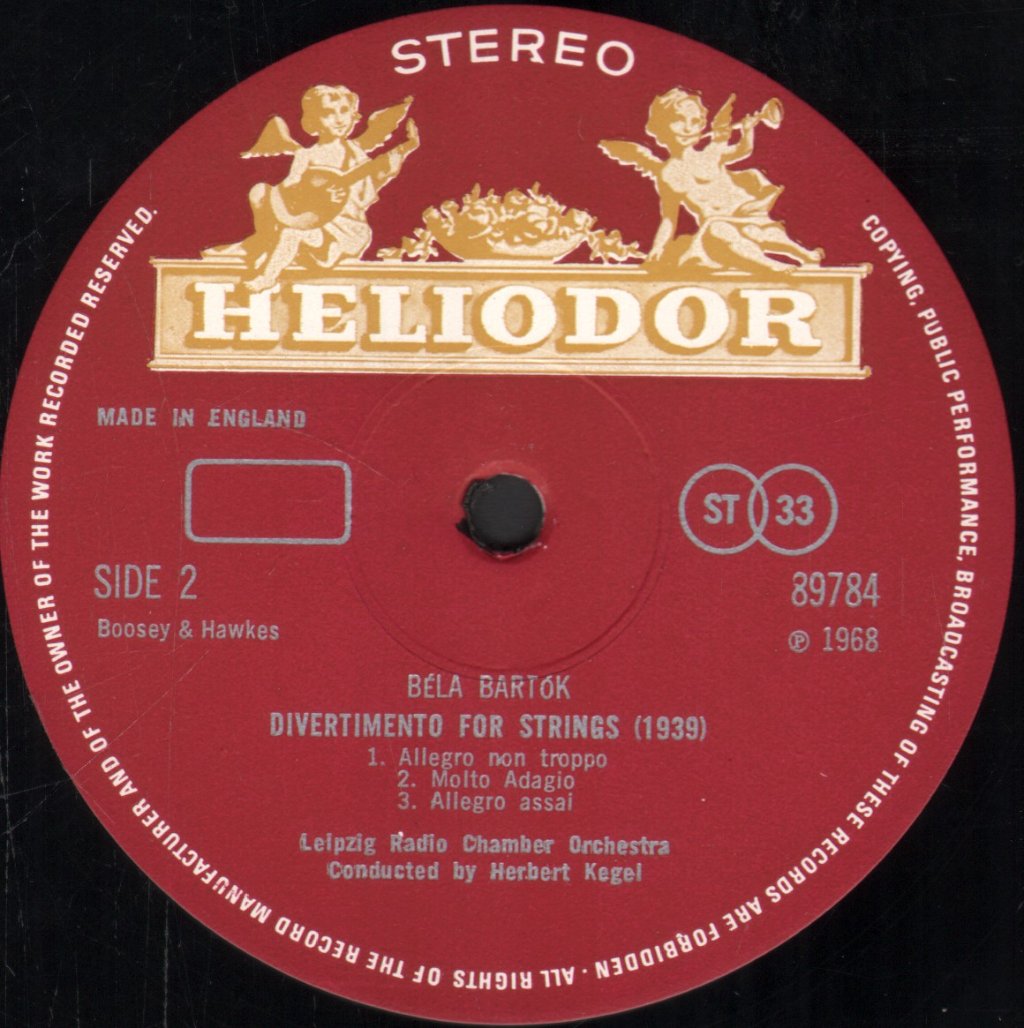 STEREO
HELIODOR
MADE IN ENGLAND
ST 33
SIDE 2
89784
Boosey & Hawkes
℗ 1968
BÉLA BARTÓK
DIVERTIMENTO FOR STRINGS (1939)
1. Allegro non troppo
2. Molto Adagio
3. Allegro assai
Leipzig Radio Chamber Orchestra
Conducted by Herbert Kegel
COPYING, PUBLIC PERFORMANCE, BROADCASTING OF THESE RECORDS ARE FORBIDDEN · ALL RIGHTS OF THE RECORD MANUFACTURER AND OF THE OWNER OF THE WORK RECORDED RESERVED.